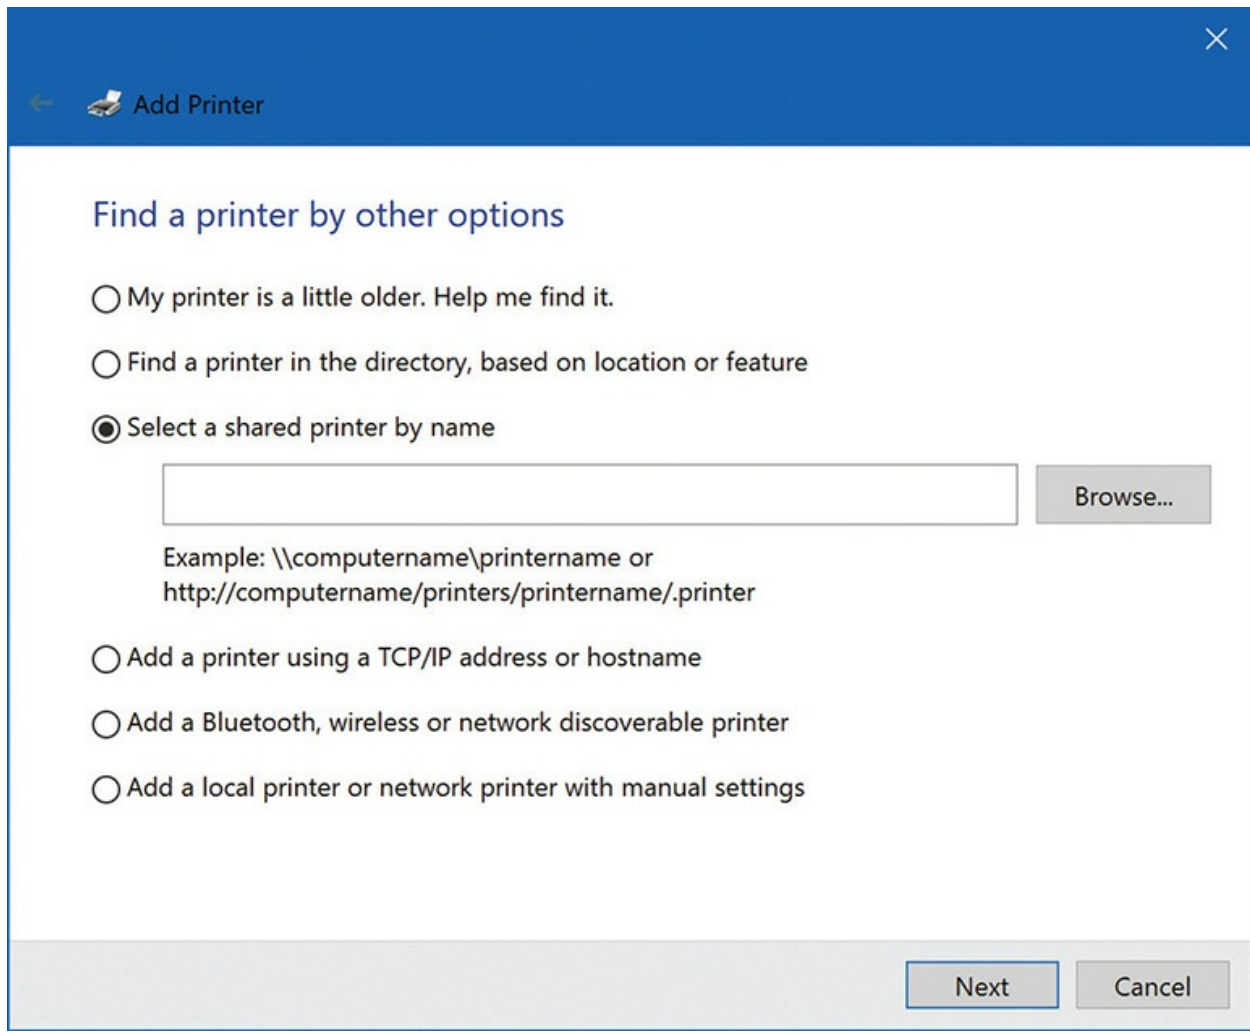 Add Printer
Find a printer by other options
My printer is a little older. Help me find it.
Find a printer in the directory, based on location or feature
Select a shared printer by name
Browse...
Example: \\computername\printername or
http://computername/printers/printername/.printer
Add a printer using a TCP/IP address or hostname
Add a Bluetooth, wireless or network discoverable printer
Add a local printer or network printer with manual settings
Next
Cancel